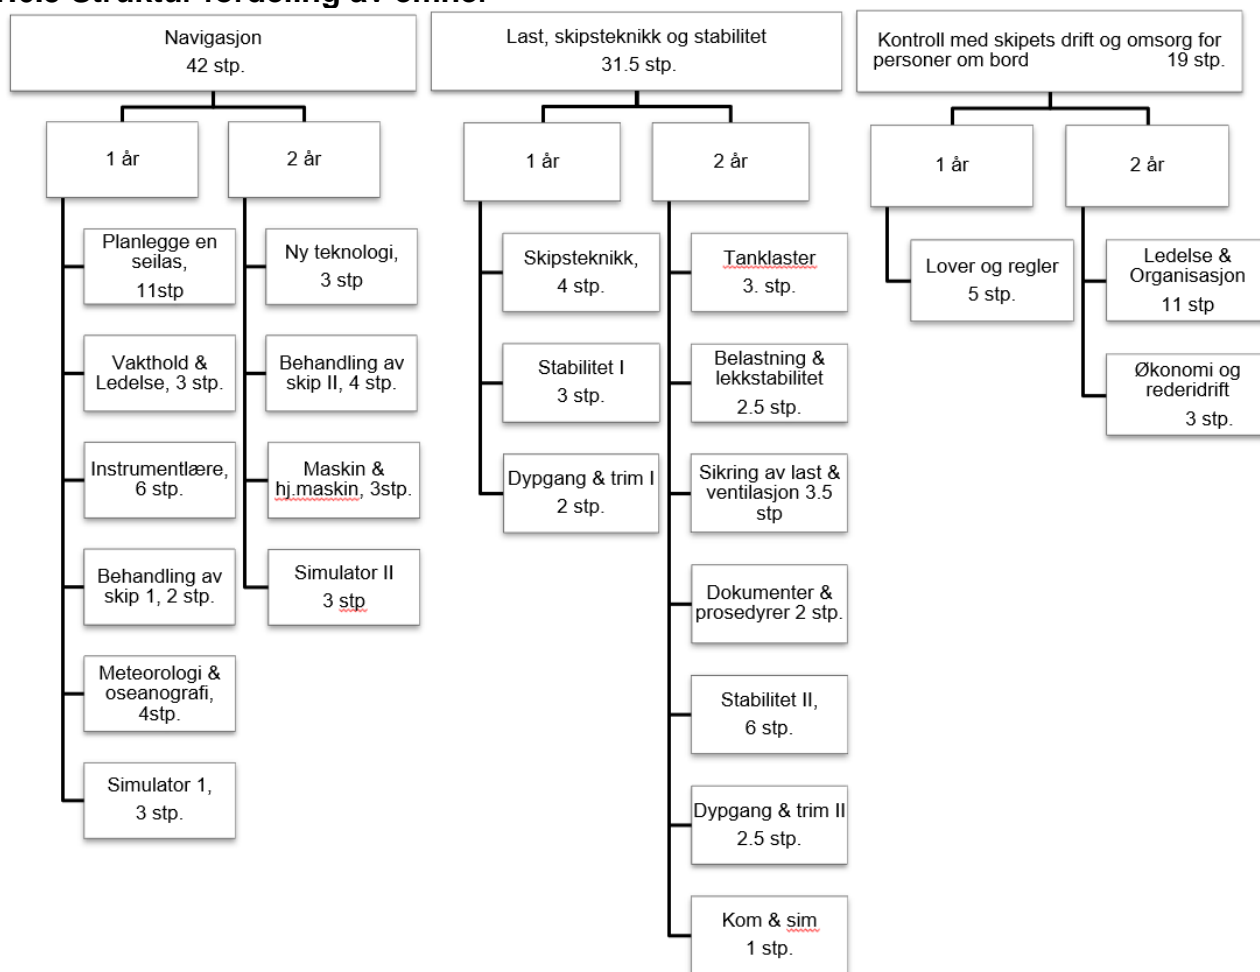 Struktur fordeling av emner
Navigasjon
42 stp.
1 år
Planlegge en
seilas,
11stp
Vakthold &
Ledelse, 3 stp.
Instrumentlære,
6 stp.
Behandling av
skip 1, 2 stp.
Meteorologi &
oseanografi,
4stp.
Simulator 1,
3 stp.
2 år
Ny teknologi,
3 stp
Behandling av
skip II, 4 stp.
Maskin &
hj.maskin, 3stp.
Simulator II
3 stp
Last, skipsteknikk og stabilitet
31.5 stp.
1 år
Skipsteknikk,
4 stp.
Stabilitet I
3 stp.
Dypgang & trim I
2 stp.
2 år
Tanklaster
3. stp.
Belastning &
lekkstabilitet
2.5 stp.
Sikring av last &
ventilasjon 3.5
stp
Dokumenter &
prosedyrer 2 stp.
Stabilitet II,
6 stp.
Dypgang & trim II
2.5 stp.
Kom & sim
1 stp.
Kontroll med skipets drift og omsorg for
personer om bord 19 stp.
1 år
Lover og regler
5 stp.
2 år
Ledelse &
Organisasjon
11 stp
Økonomi og
rederidrift
3 stp.